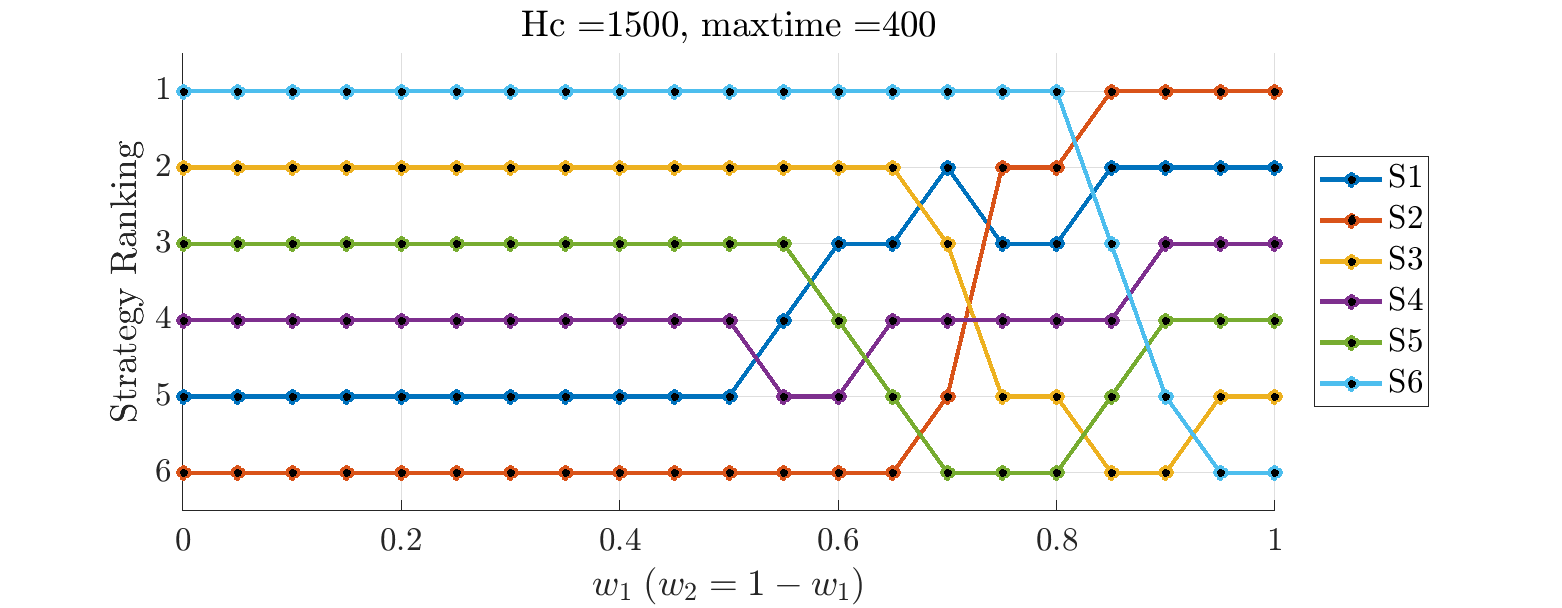 Hc =1500, maxtime =400
Strategy Ranking
1
2
3
4
5
6
0 0.2 0.4 0.6 0.8 1
w₁ (w₂ = 1 − w₁)
S1
S2
S3
S4
S5
S6